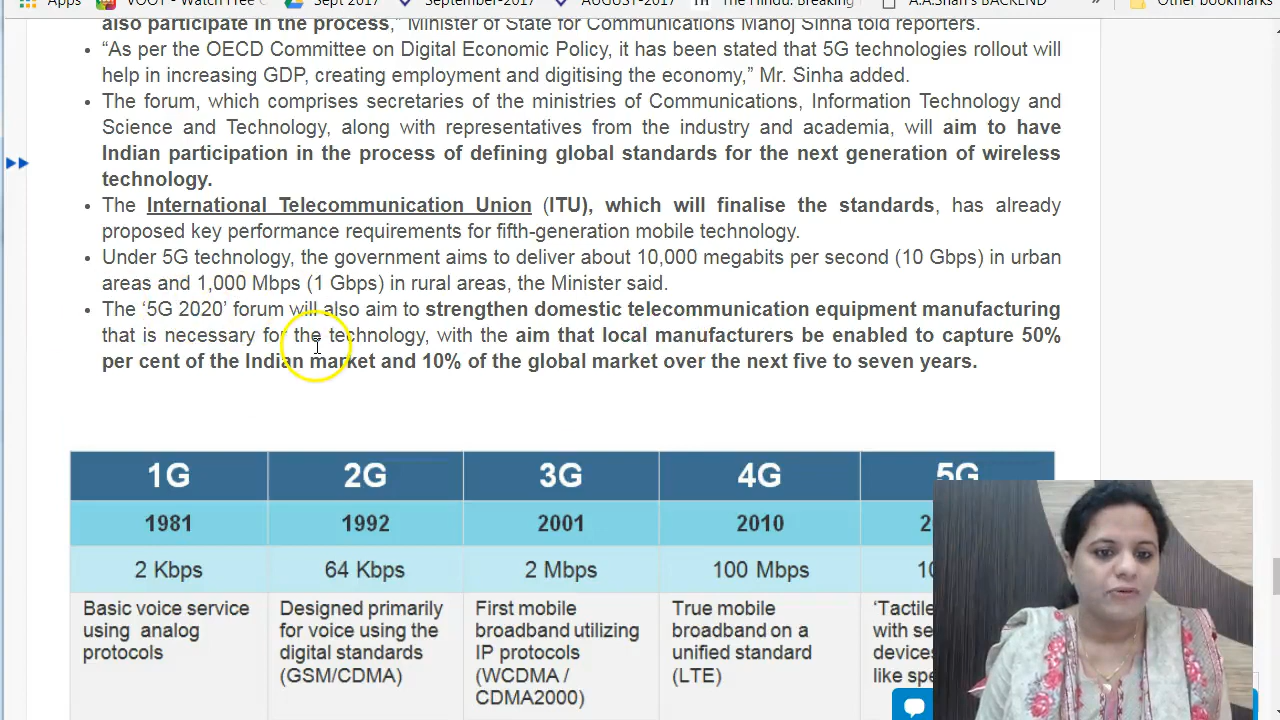 Apps
VOOT - Watch Free
Sept 2017
September-2017
AUGUST-2017
TH
The Hindu: Breaking
A.A.Shah's BACKEND
»
Other bookmarks
also participate in the process,” Minister of State for Communications Manoj Sinha told reporters.
• “As per the OECD Committee on Digital Economic Policy, it has been stated that 5G technologies rollout will
help in increasing GDP, creating employment and digitising the economy,” Mr. Sinha added.
• The forum, which comprises secretaries of the ministries of Communications, Information Technology and
Science and Technology, along with representatives from the industry and academia, will aim to have
Indian participation in the process of defining global standards for the next generation of wireless
technology.
• The International Telecommunication Union (ITU), which will finalise the standards, has already
proposed key performance requirements for fifth-generation mobile technology.
• Under 5G technology, the government aims to deliver about 10,000 megabits per second (10 Gbps) in urban
areas and 1,000 Mbps (1 Gbps) in rural areas, the Minister said.
• The ‘5G 2020’ forum will also aim to strengthen domestic telecommunication equipment manufacturing
that is necessary for the technology, with the aim that local manufacturers be enabled to capture 50%
per cent of the Indian market and 10% of the global market over the next five to seven years.
1G 2G 3G 4G 5G
1981 1992 2001 2010
2 Kbps 64 Kbps 2 Mbps 100 Mbps
Basic voice service
using analog
protocols
Designed primarily
for voice using the
digital standards
(GSM/CDMA)
First mobile
broadband utilizing
IP protocols
(WCDMA /
CDMA2000)
True mobile
broadband on a
unified standard
(LTE)
‘Tactile
with se
devices
like spe